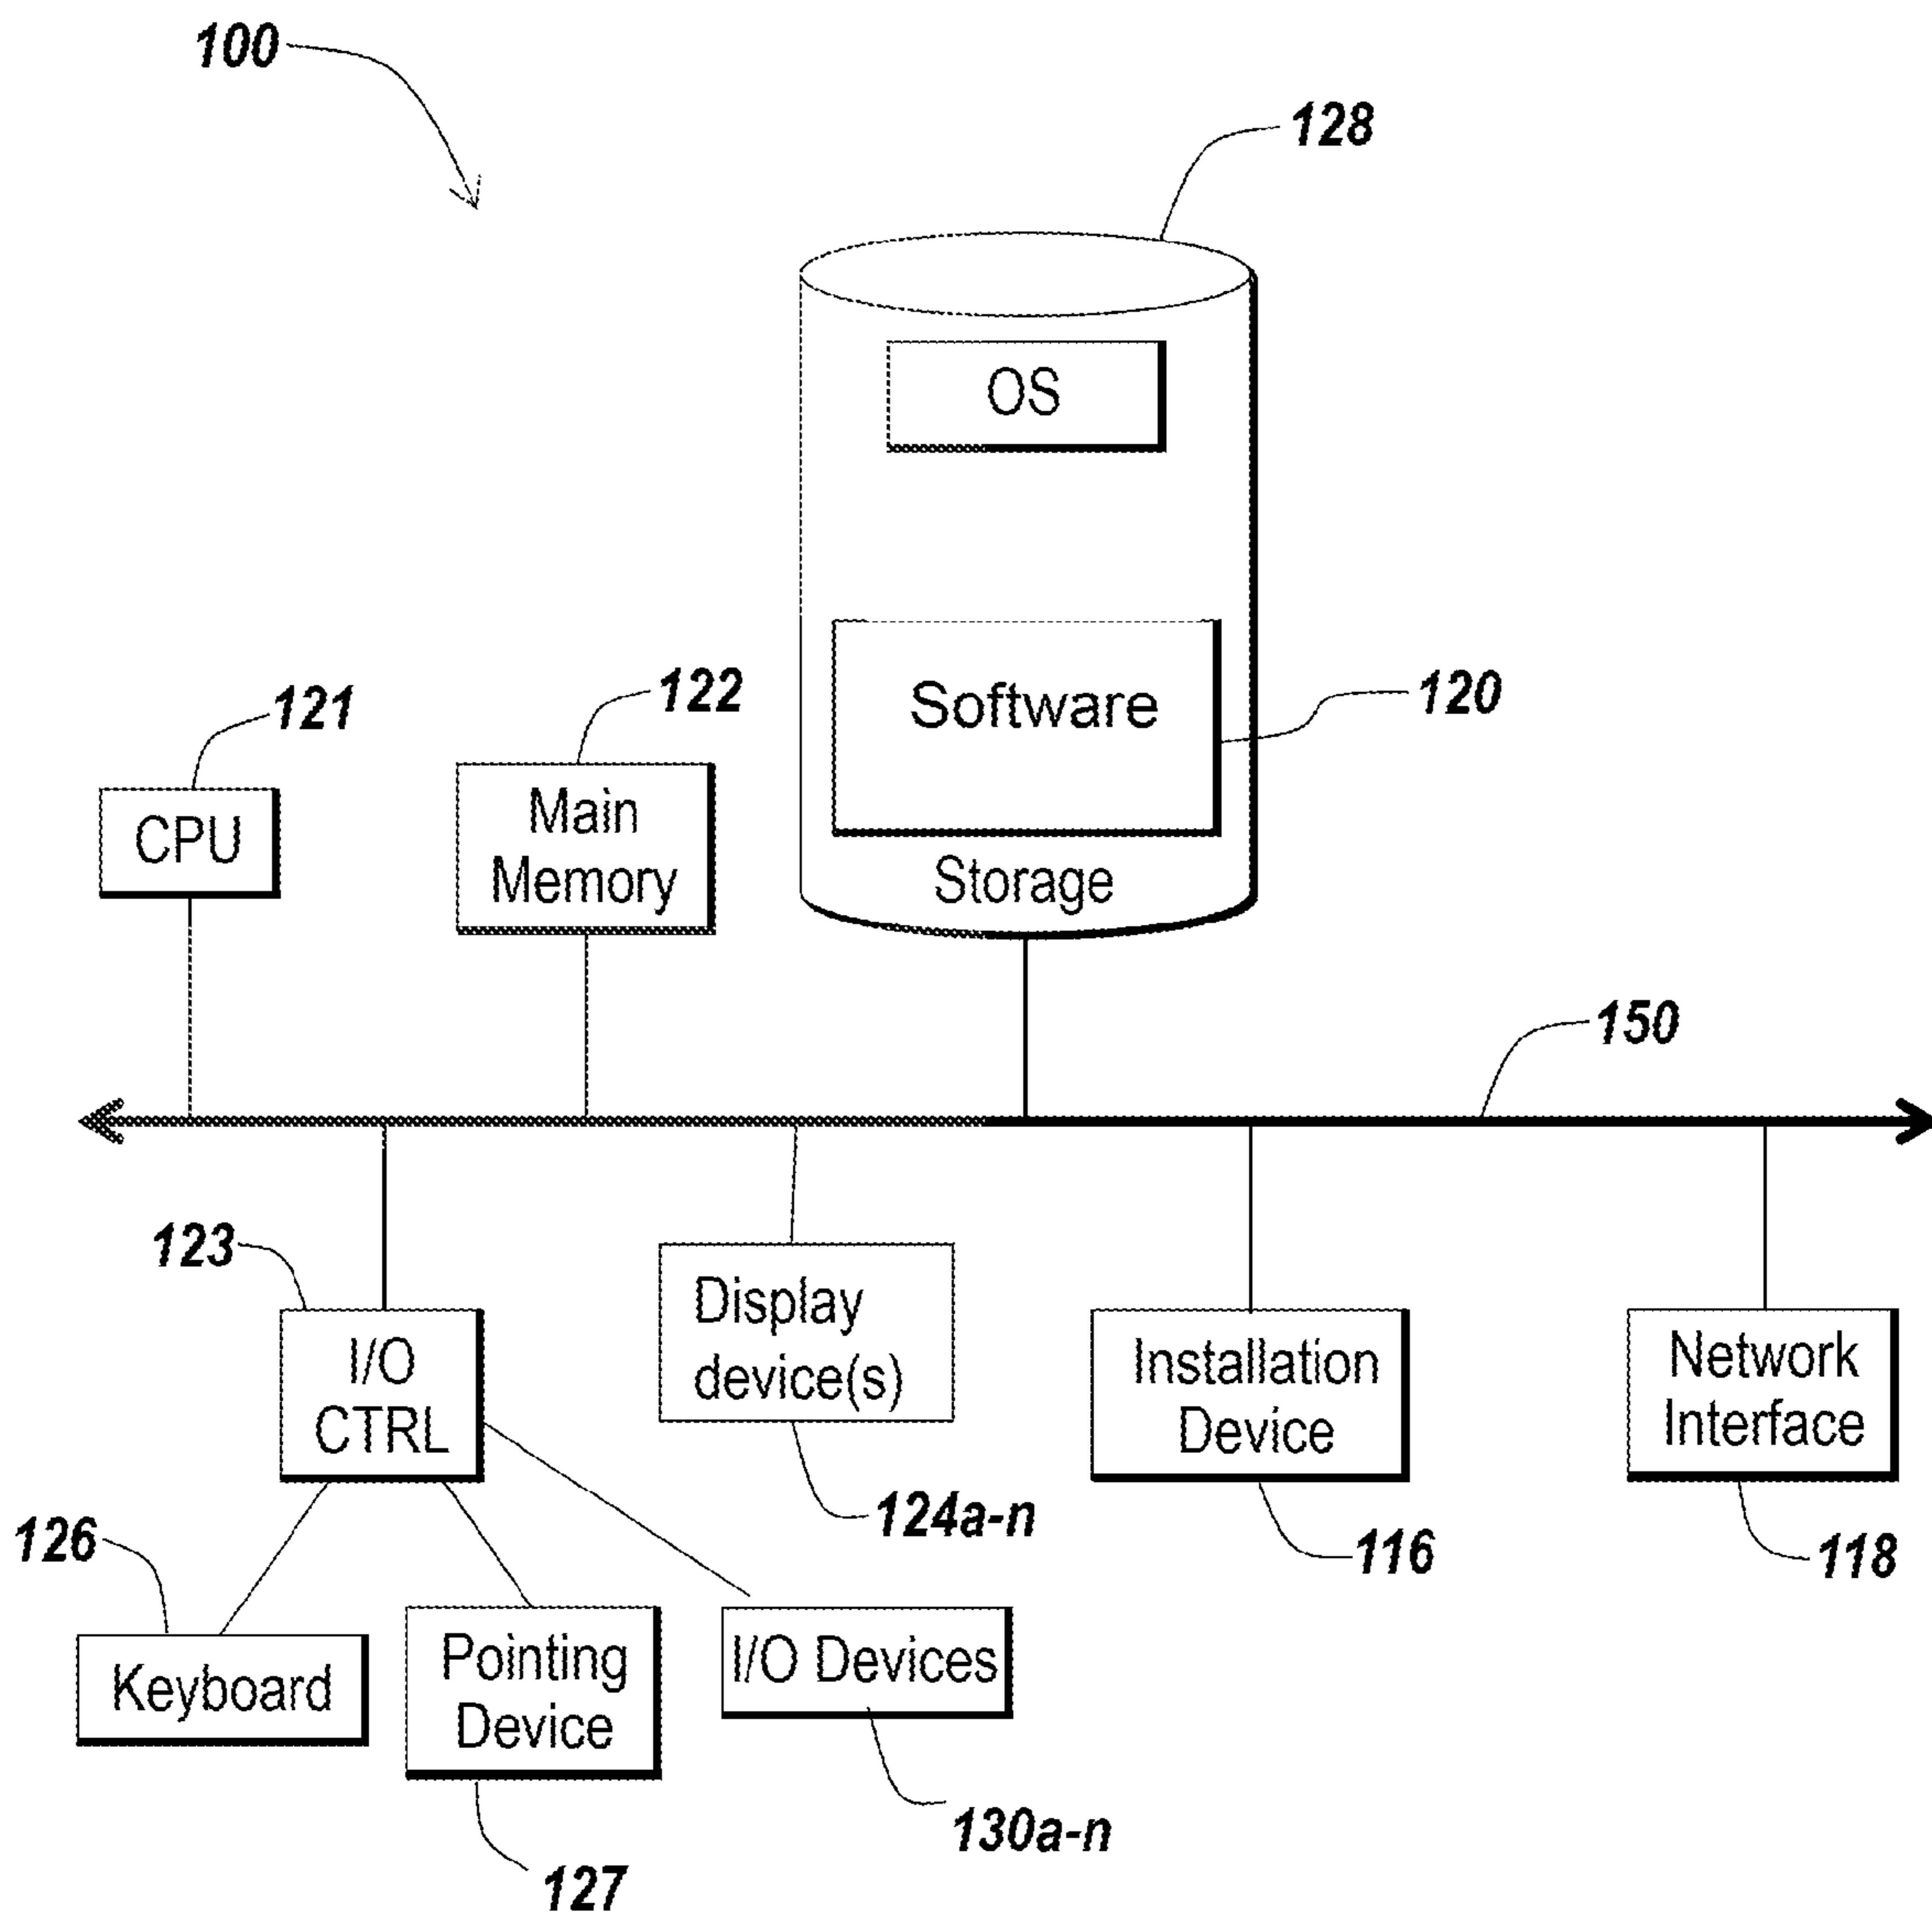 100
128
OS
Software
120
Storage
121
CPU
122
Main
Memory
150
123
I/O
CTRL
Display
device(s)
124a-n
Installation
Device
116
Network
Interface
118
126
Keyboard
Pointing
Device
127
I/O Devices
130a-n